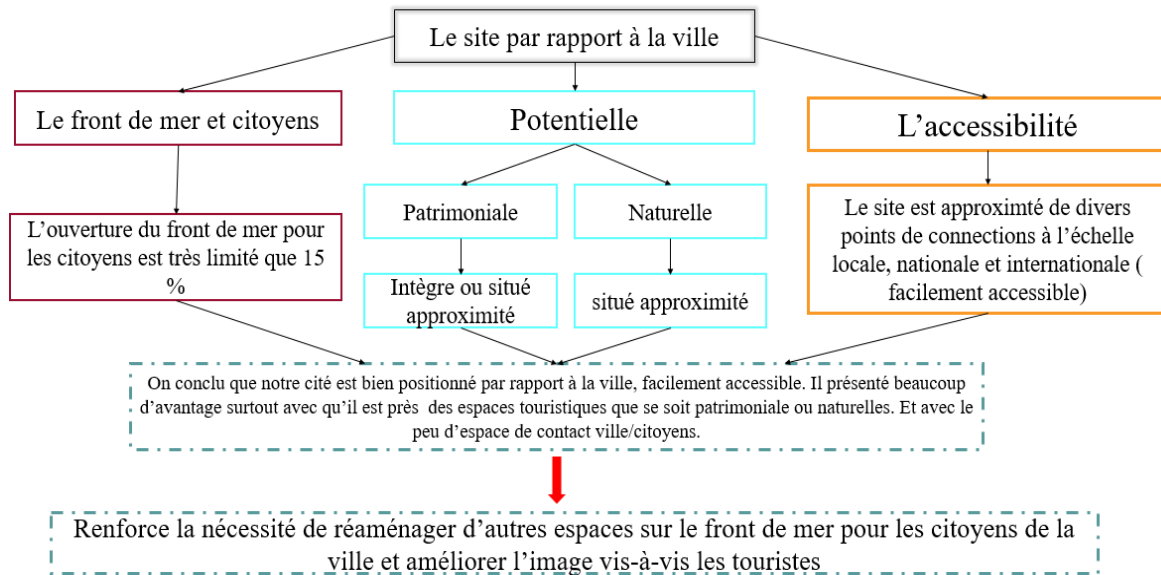 Le site par rapport à la ville
Le front de mer et citoyens
Potentielle
L’accessibilité
Patrimoniale
Naturelle
L’ouverture du front de mer pour
les citoyens est très limité que 15
%
Intègre ou situé
approximité
situé approximité
Le site est approximté de divers
points de connections à l’échelle
locale, nationale et internationale (
facilement accessible)
On conclu que notre cité est bien positionné par rapport à la ville, facilement accessible. Il présenté beaucoup
d’avantage surtout avec qu’il est près des espaces touristiques que se soit patrimoniale ou naturelles. Et avec le
peu d’espace de contact ville/citoyens.
Renforce la nécessité de réaménager d’autres espaces sur le front de mer pour les citoyens de la
ville et améliorer l’image vis-à-vis les touristes